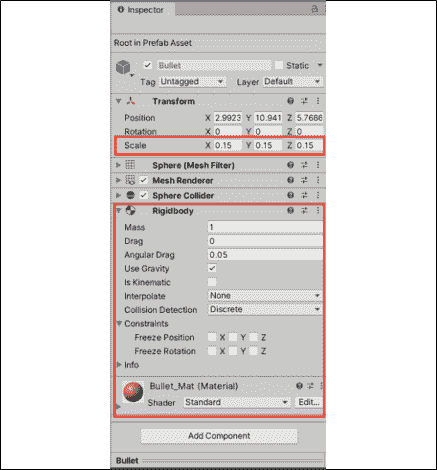 Inspector
Root in Prefab Asset
Bullet Static
Tag Untagged Layer Default
Transform
Position X 2.9923 Y 10.941 Z 5.7686
Rotation X 0 Y 0 Z 0
Scale X 0.15 Y 0.15 Z 0.15
Sphere (Mesh Filter)
Mesh Renderer
Sphere Collider
Rigidbody
Mass 1
Drag 0
Angular Drag 0.05
Use Gravity
Is Kinematic
Interpolate None
Collision Detection Discrete
Constraints
Freeze Position X Y Z
Freeze Rotation X Y Z
Info
Bullet_Mat (Material)
Shader Standard Edit...
Add Component
Bullet